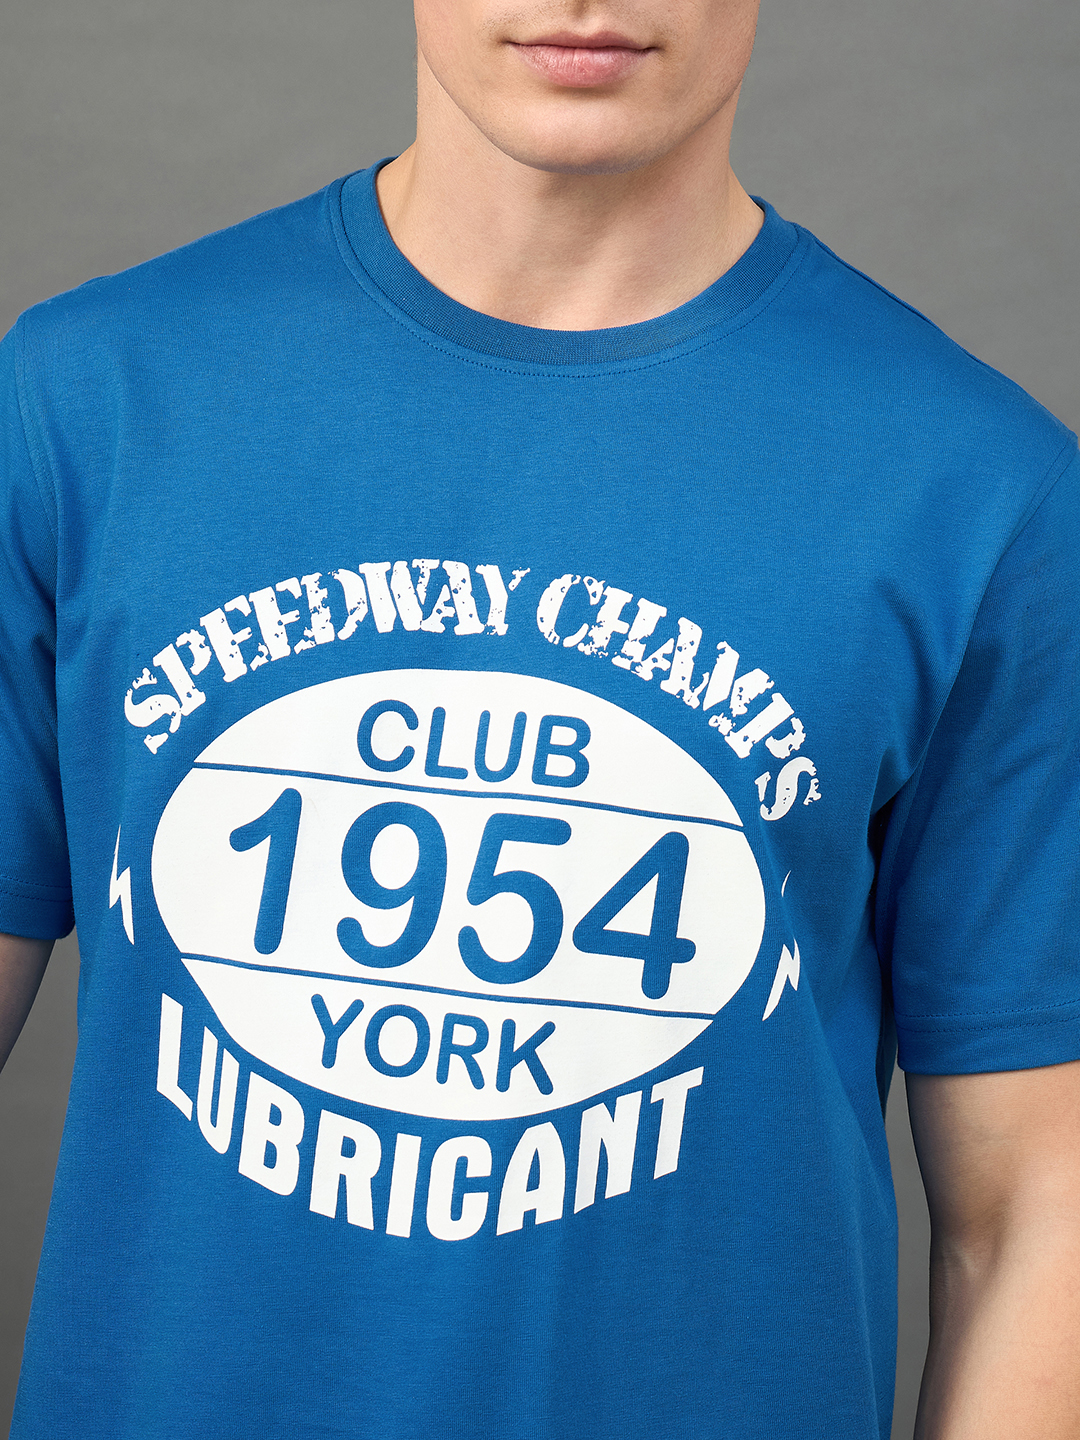 SPEEDWAY CHAMPS
CLUB
1954
YORK
LUBRICANT